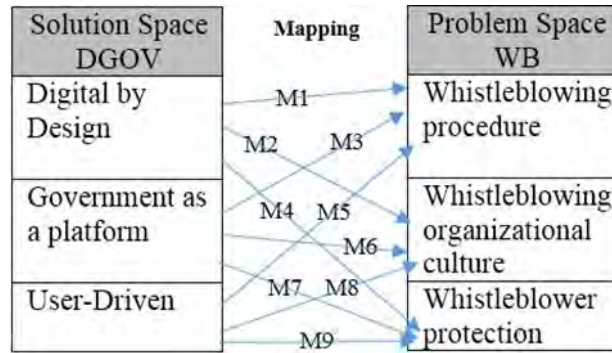 Solution Space
DGOV
Mapping
Problem Space
WB
Digital by
Design
Government as
a platform
User-Driven
M1
M2
M3
M4
M5
M6
M7
M8
M9
Whistleblowing
procedure
Whistleblowing
organizational
culture
Whistleblower
protection